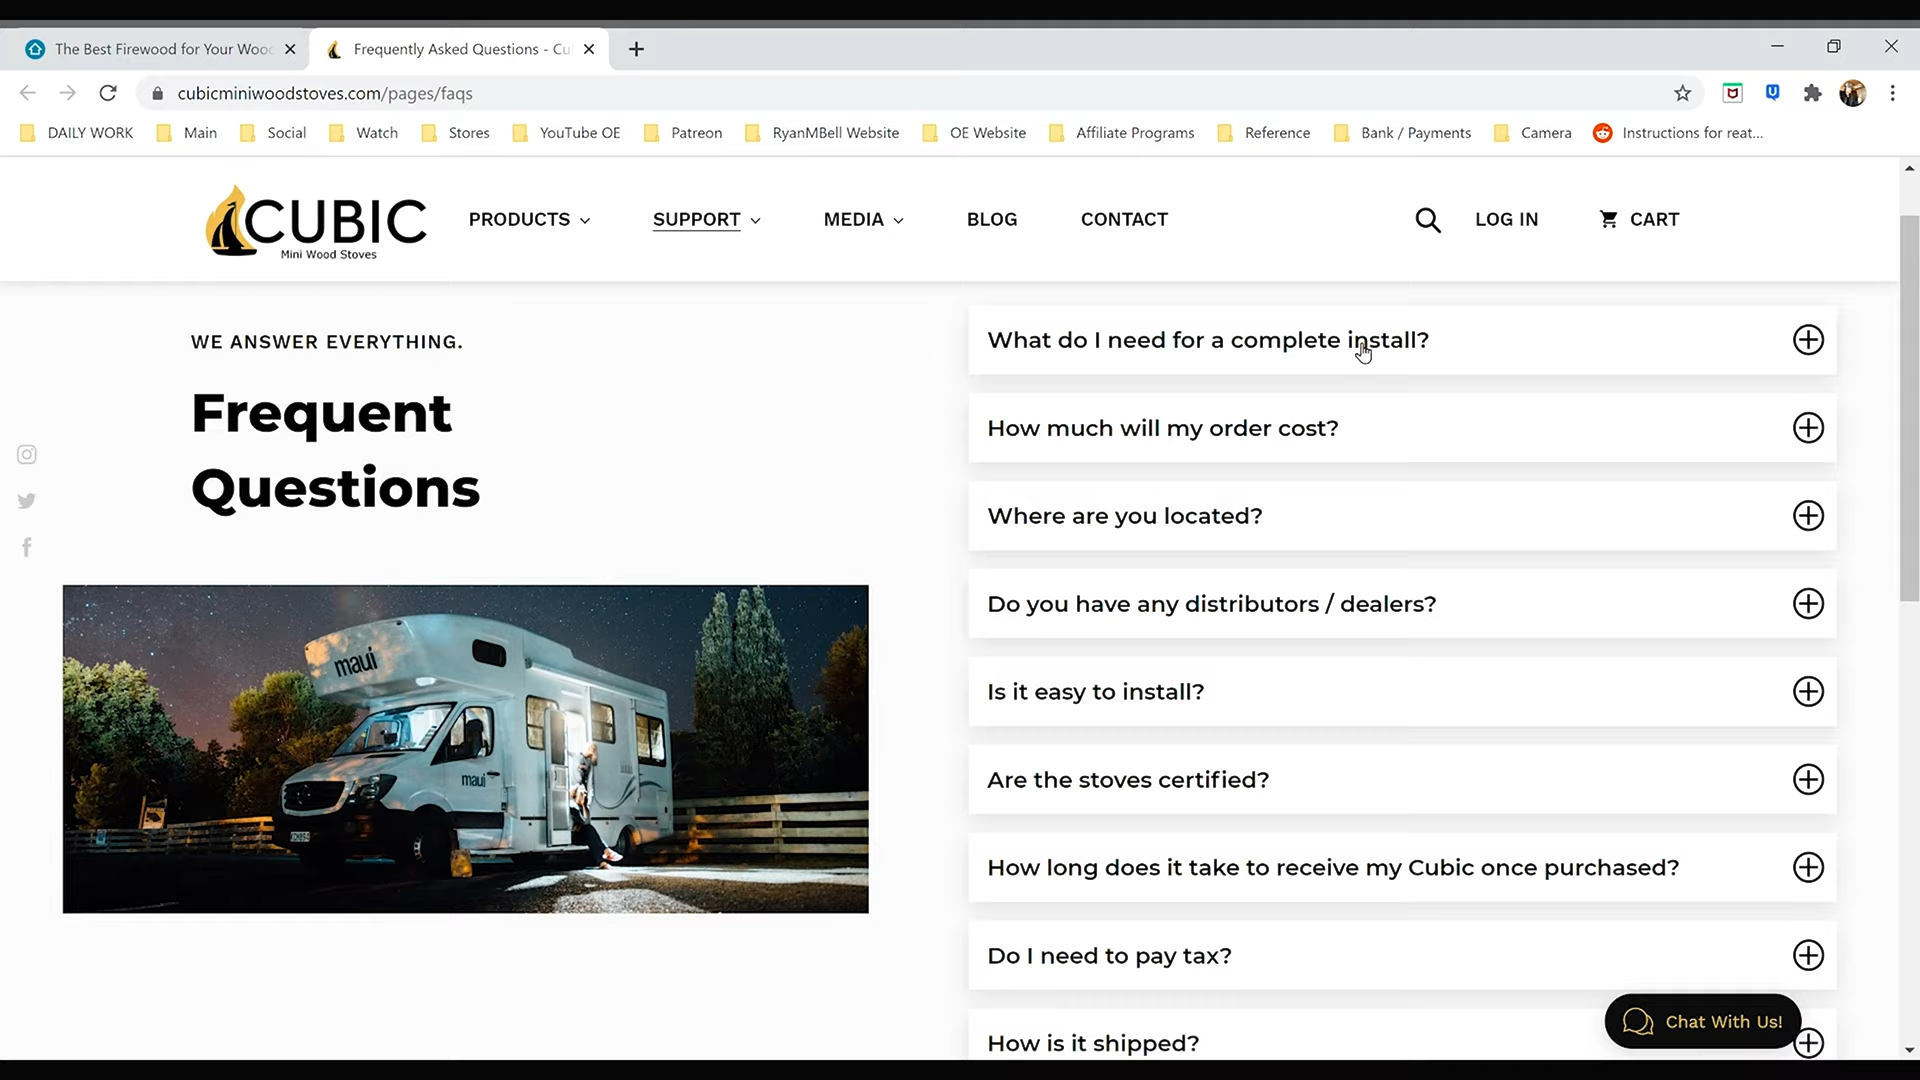 The Best Firewood for Your Wood
Frequently Asked Questions - Cu
cubicminiwoodstoves.com/pages/faqs
DAILY WORK
Main
Social
Watch
Stores
YouTube OE
Patreon
RyanMBell Website
OE Website
Affiliate Programs
Reference
Bank / Payments
Camera
Instructions for reat...
CUBIC
Mini Wood Stoves
PRODUCTS
SUPPORT
MEDIA
BLOG
CONTACT
LOG IN
CART
WE ANSWER EVERYTHING.
Frequent
Questions
maui
maui
What do I need for a complete install?
How much will my order cost?
Where are you located?
Do you have any distributors / dealers?
Is it easy to install?
Are the stoves certified?
How long does it take to receive my Cubic once purchased?
Do I need to pay tax?
How is it shipped?
Chat With Us!